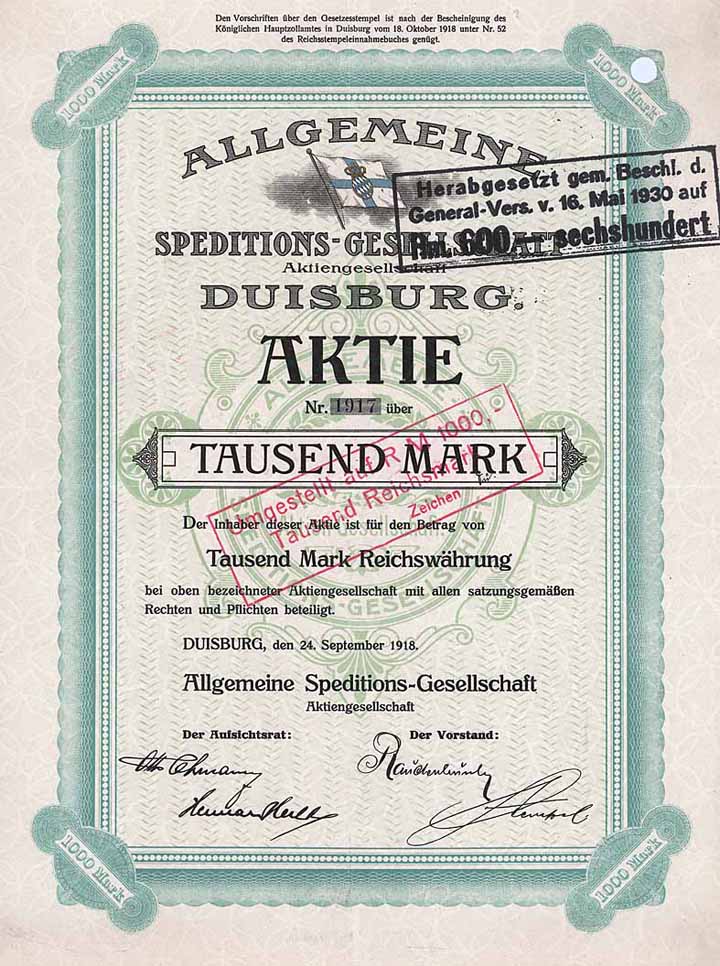 Den Vorschriften über den Gesetzesstempel ist nach der Bescheinigung des
Königlichen Hauptzollamtes in Duisburg vom 18. Oktober 1918 unter Nr. 52
des Reichsstempeleinnahmebuches genügt.
1000 Mark
1000 Mark
ALLGEMEINE
Herabgesetzt gem. Beschl. d.
General-Vers. v. 16. Mai 1930 auf
Rm. 600.— sechshundert
SPEDITIONS-GESELLSCHAFT
Aktiengesellschaft
DUISBURG.
AKTIE
Nr. 1917 über
TAUSEND MARK
Umgestellt auf RM 1000,-
Tausend Reichsmark
Zeichen
Der Inhaber dieser Aktie ist für den Betrag von
Tausend Mark Reichswährung
bei oben bezeichneter Aktiengesellschaft mit allen satzungsgemäßen
Rechten und Pflichten beteiligt.
DUISBURG, den 24. September 1918.
Allgemeine Speditions-Gesellschaft
Aktiengesellschaft
Der Aufsichtsrat: Der Vorstand:
1000 Mark
1000 Mark